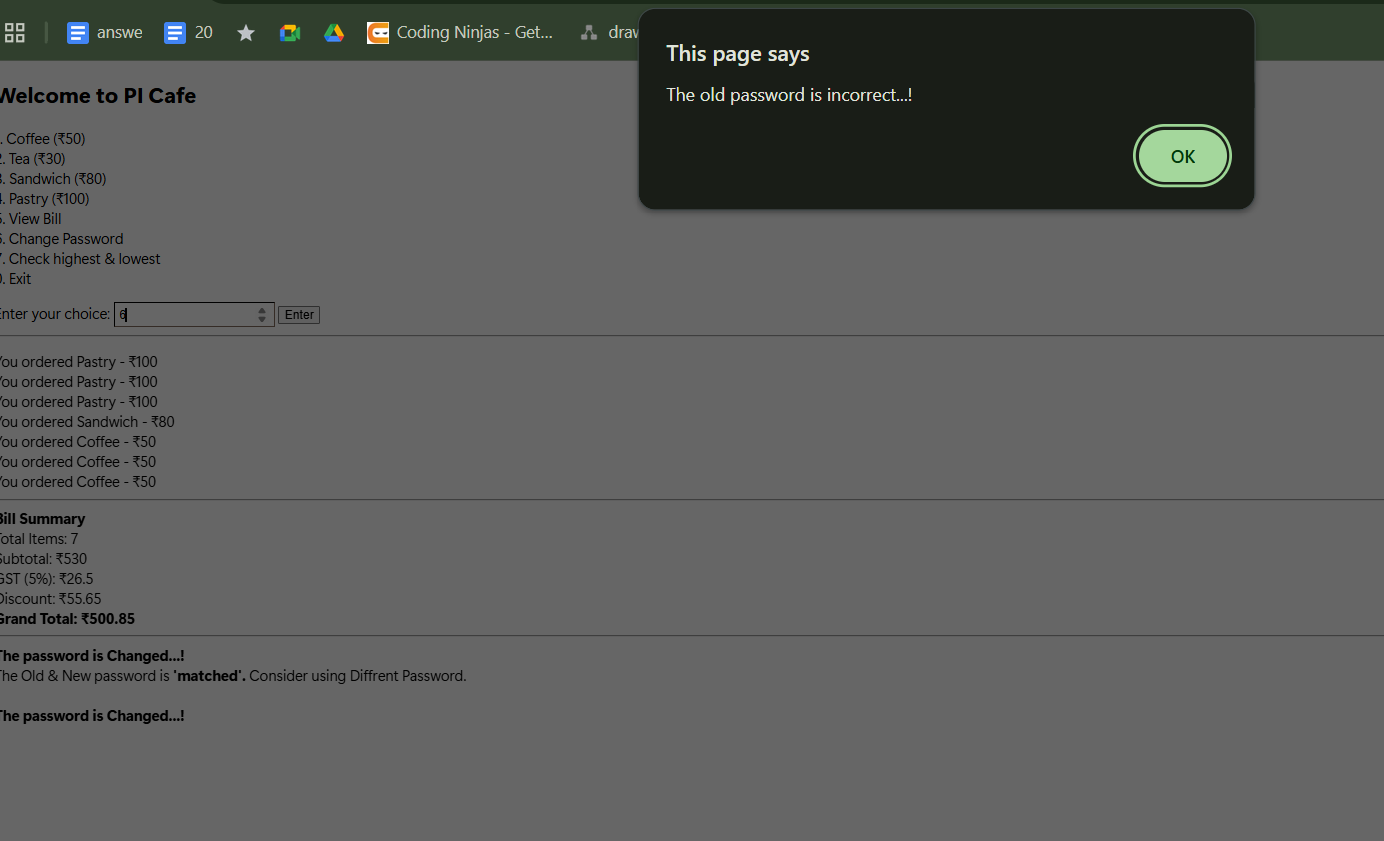 answe
20
Coding Ninjas - Get...
This page says
The old password is incorrect...!
OK
Welcome to PI Cafe
. Coffee (₹50)
2. Tea (₹30)
3. Sandwich (₹80)
4. Pastry (₹100)
5. View Bill
6. Change Password
7. Check highest & lowest
0. Exit
Enter your choice: 6 Enter
You ordered Pastry - ₹100
You ordered Pastry - ₹100
You ordered Pastry - ₹100
You ordered Sandwich - ₹80
You ordered Coffee - ₹50
You ordered Coffee - ₹50
You ordered Coffee - ₹50
Bill Summary
Total Items: 7
Subtotal: ₹530
GST (5%): ₹26.5
Discount: ₹55.65
Grand Total: ₹500.85
The password is Changed...!
The Old & New password is 'matched'. Consider using Diffrent Password.
The password is Changed...!